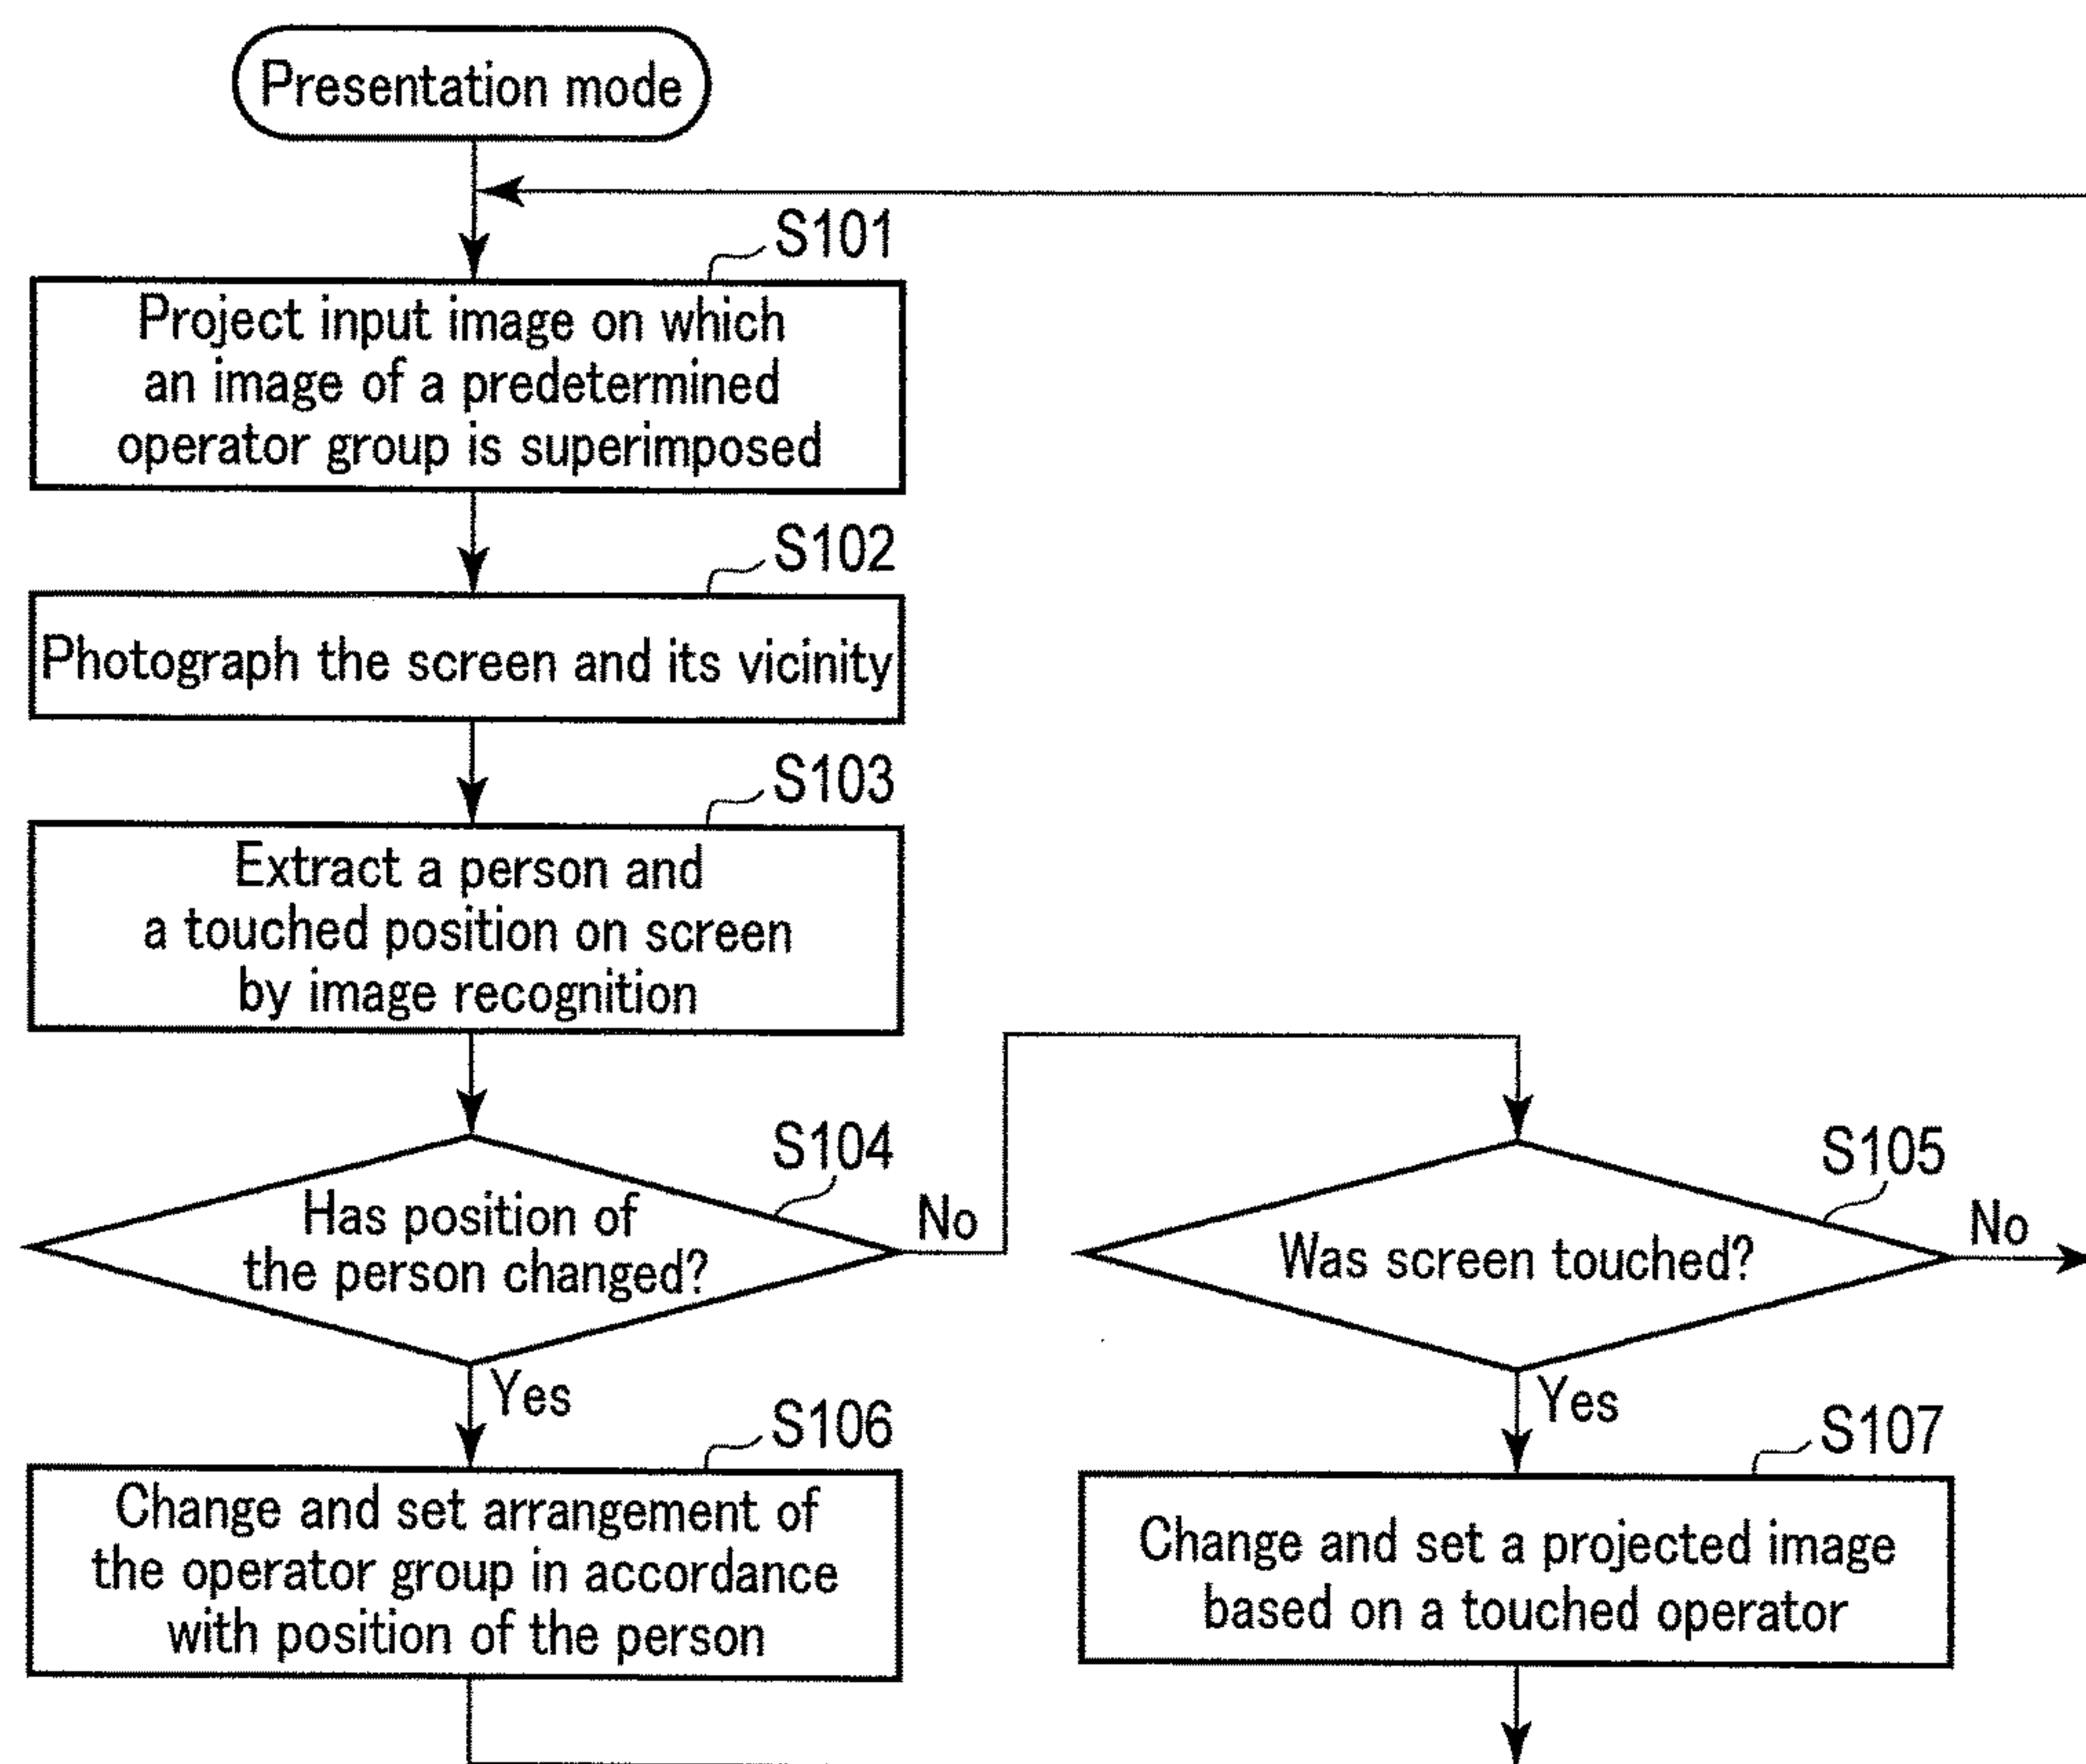 Presentation mode
S101
Project input image on which
an image of a predetermined
operator group is superimposed
S102
Photograph the screen and its vicinity
S103
Extract a person and
a touched position on screen
by image recognition
S104
Has position of
the person changed?
No
Yes
S105
Was screen touched?
No
Yes
S106
Change and set arrangement of
the operator group in accordance
with position of the person
S107
Change and set a projected image
based on a touched operator